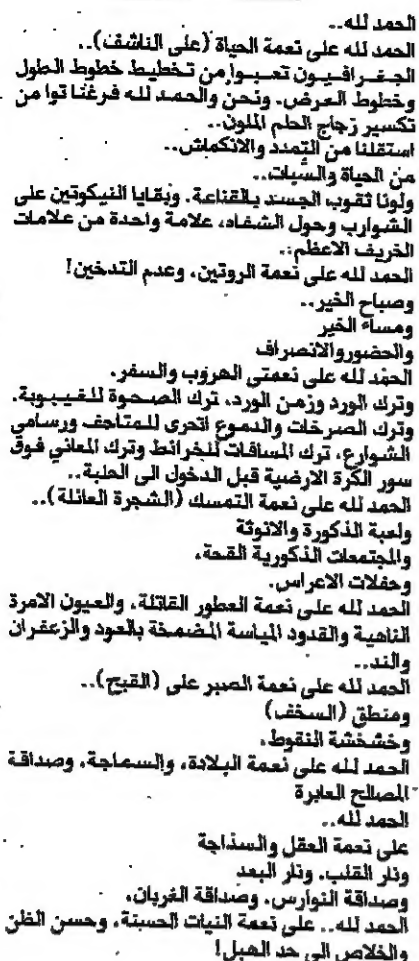 الحمد لله..
الحمد لله على نعمة الحياة (على الناشف)..
الجغرافيون تعبوا من تخطيط خطوط الطول
وخطوط العرض. ونحن والحمد لله فرغنا توا من
تكسير زجاج الحلم الملون..
استقلنا من التمدد والانكماش..
من الحياة والسبات..
ولونا ثقوب الجسد بالقناعة. وبقايا النيكوتين على
الشوارب وحول الشفاه، علامة واحدة من علامات
الخريف الاعظم..
الحمد لله على نعمة الروتين، وعدم التدخين!
وصباح الخير..
ومساء الخير
والحضور والانصراف
الحمد لله على نعمتي الهروب والسفر.
وترك الورد وزمن الورد، ترك الصحوة للغيبوبة.
وترك الصرخات والدموع اتحرى للمتاحف ورسامي
الشوارع، ترك المسافات للخرائط وترك المعاني فوق
سور الكرة الارضية قبل الدخول الى الحلبة..
الحمد لله على نعمة التمسك (الشجرة العائلة)..
ولعبة الذكورة والانوثة
والمجتمعات الذكورية القحة،
وحفلات الاعراس.
الحمد لله على نعمة العطور القاتلة، والعيون الامرة
الناهية والقدود المياسة المضمخة بالعود والزعفران
والند..
الحمد لله على نعمة الصبر على (القبح)..
ومنطق (السخف)
وخشخشة النقوط،
الحمد لله على نعمة البلادة، والسماجة، وصداقة
المصالح العابرة
الحمد لله..
على نعمة العقل والسذاجة
ونار القلب، ونار البعد
وصداقة النوارس، وصداقة الغربان،
الحمد لله.. على نعمة النيات الحسنة، وحسن الظن
والخلاص الى حد الهبل!